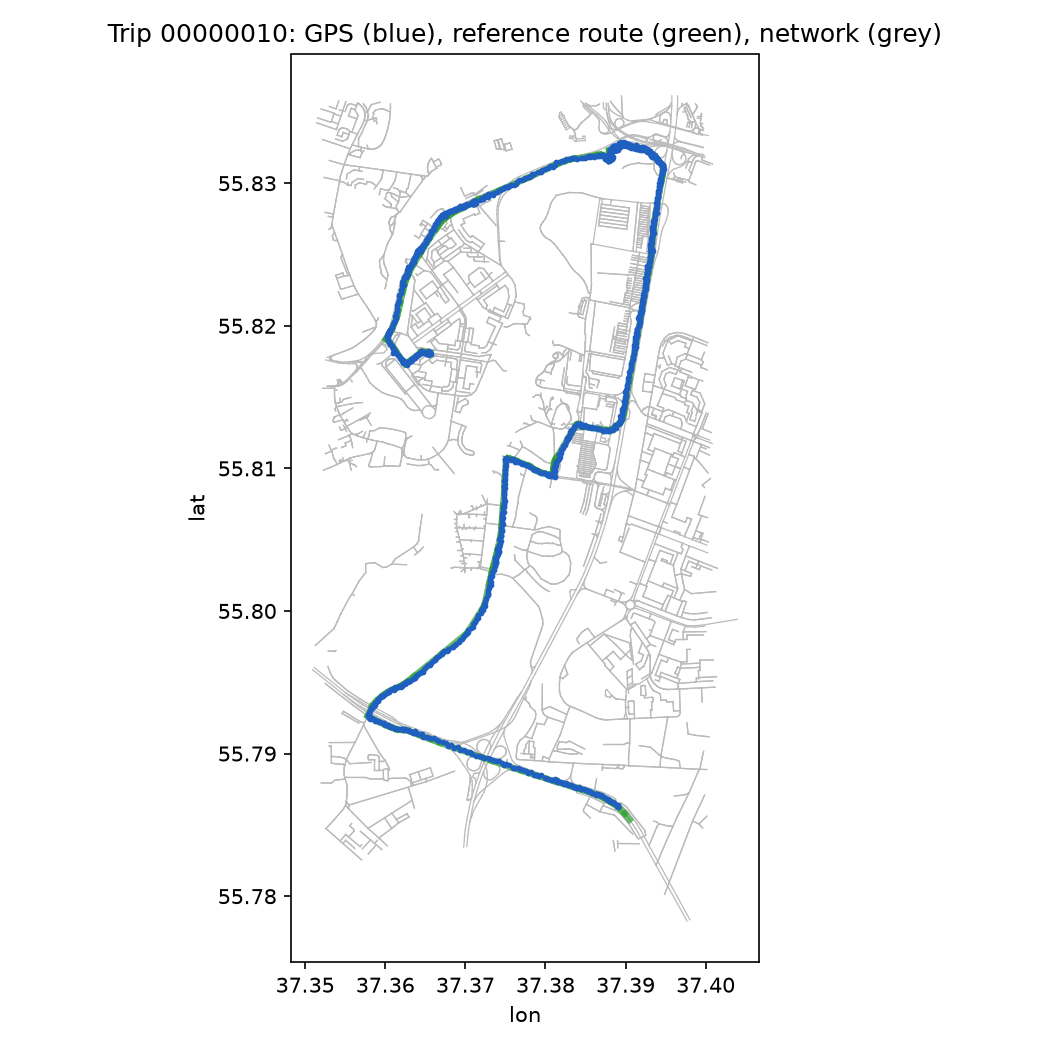 Trip 00000010: GPS (blue), reference route (green), network (grey)
55.83
55.82
55.81
55.80
55.79
55.78
lat
37.35 37.36 37.37 37.38 37.39 37.40
lon